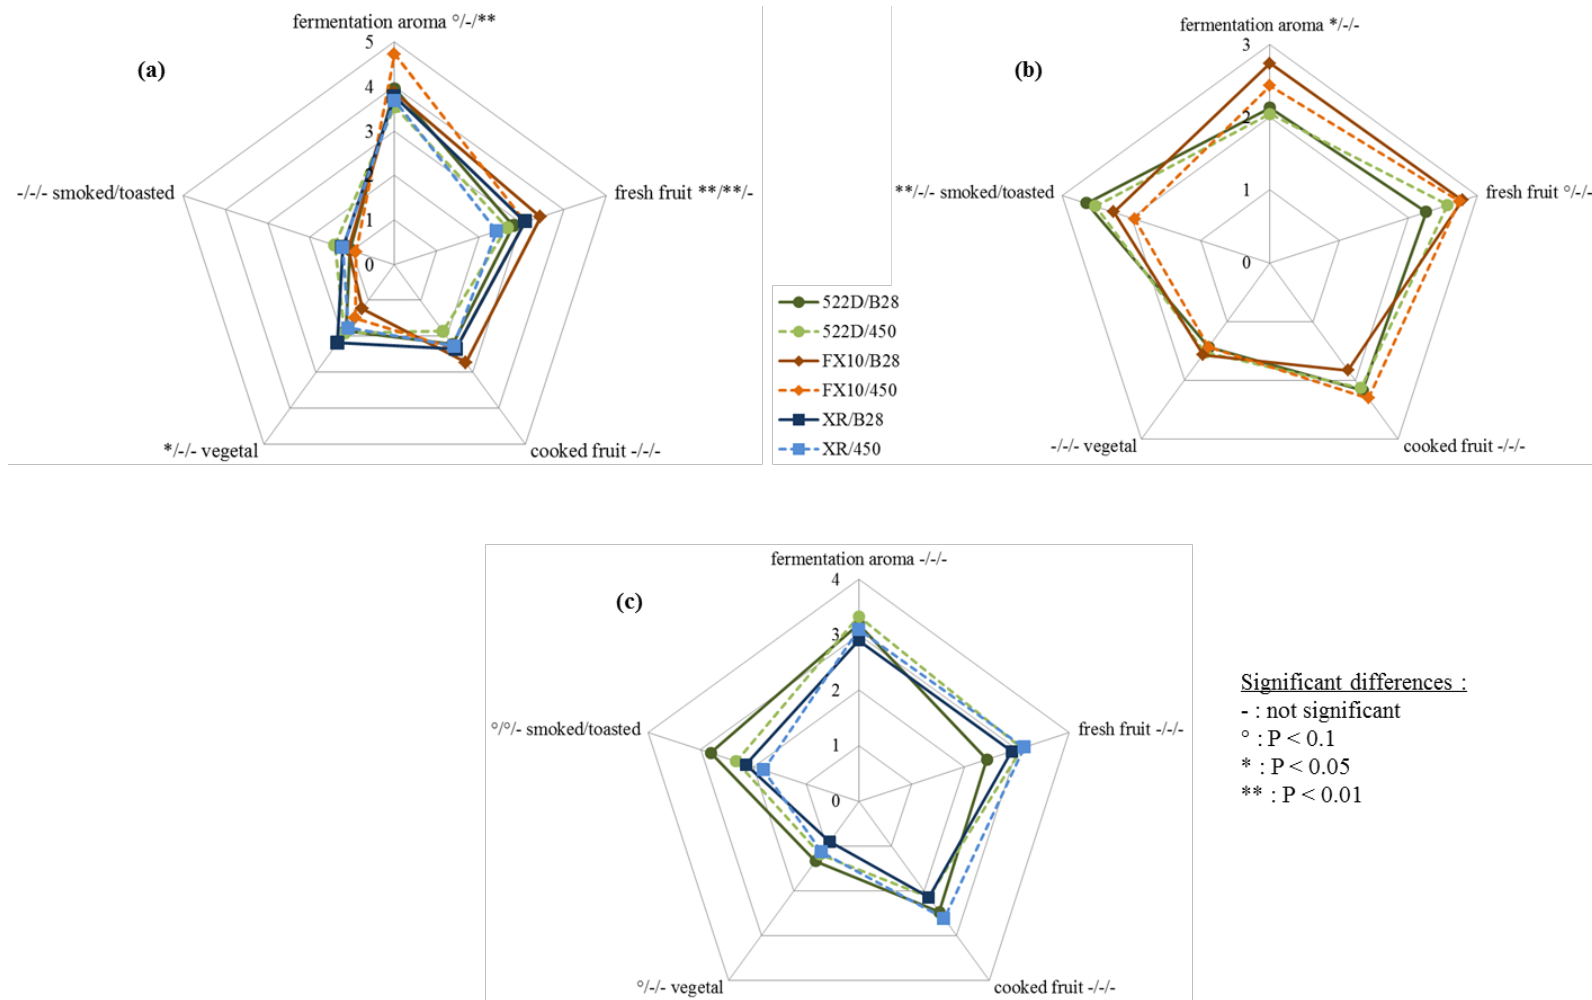 fermentation aroma °/-/**
5
(a)
4
3
-/-/- smoked/toasted
fresh fruit **/**/-
1
0
*/-/- vegetal
cooked fruit -/-/-
fermentation aroma */-/-
3
(b)
2
**/-/- smoked/toasted
fresh fruit °/-/-
1
0
-/-/- vegetal
cooked fruit -/-/-
522D/B28
522D/450
FX10/B28
FX10/450
XR/B28
XR/450
fermentation aroma -/-/-
4
(c)
3
2
°/°/- smoked/toasted
fresh fruit -/-/-
1
0
°/-/- vegetal
cooked fruit -/-/-
Significant differences :
- : not significant
° : P < 0.1
* : P < 0.05
** : P < 0.01